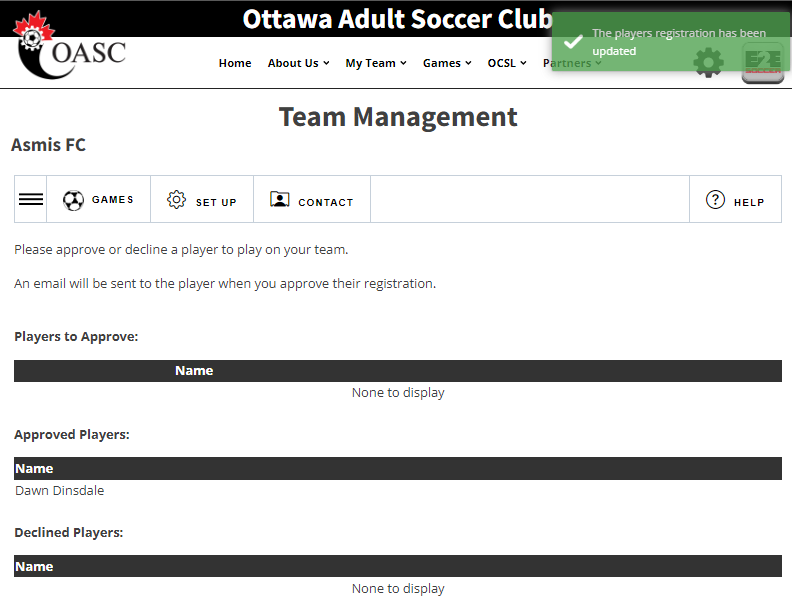 Ottawa Adult Soccer Club
The players registration has been
updated
OASC
Home About Us My Team Games OCSL Partners
E2E
SOCCER
Team Management
Asmis FC
GAMES SET UP CONTACT HELP
Please approve or decline a player to play on your team.
An email will be sent to the player when you approve their registration.
Players to Approve:
Name
None to display
Approved Players:
Name
Dawn Dinsdale
Declined Players:
Name
None to display